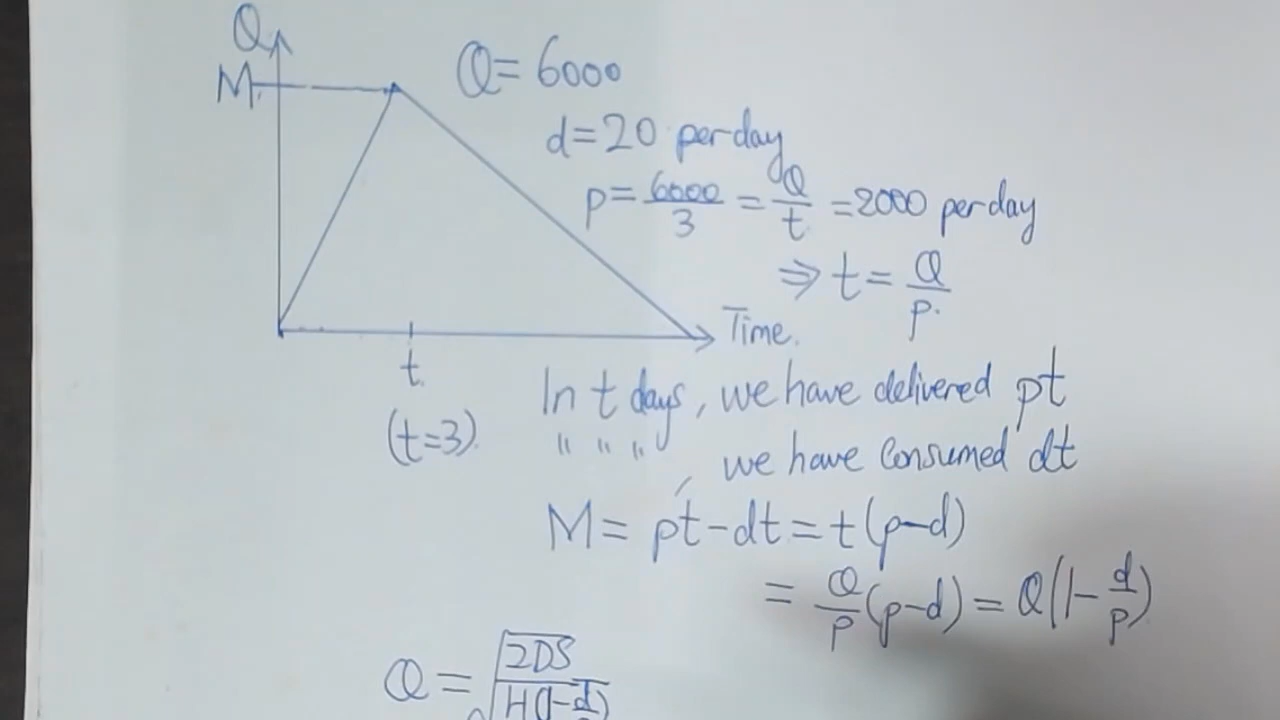 Q
M
Q = 6000
d = 20 per day
p = 6000/3 = Q/t = 2000 per day
⇒ t = Q/p.
Time.
t.
(t=3)
In t days, we have delivered pt
" " " , we have consumed dt
M = pt - dt = t(p-d)
= Q/p (p-d) = Q(1 - d/p)
Q = √2DS/H(1-d